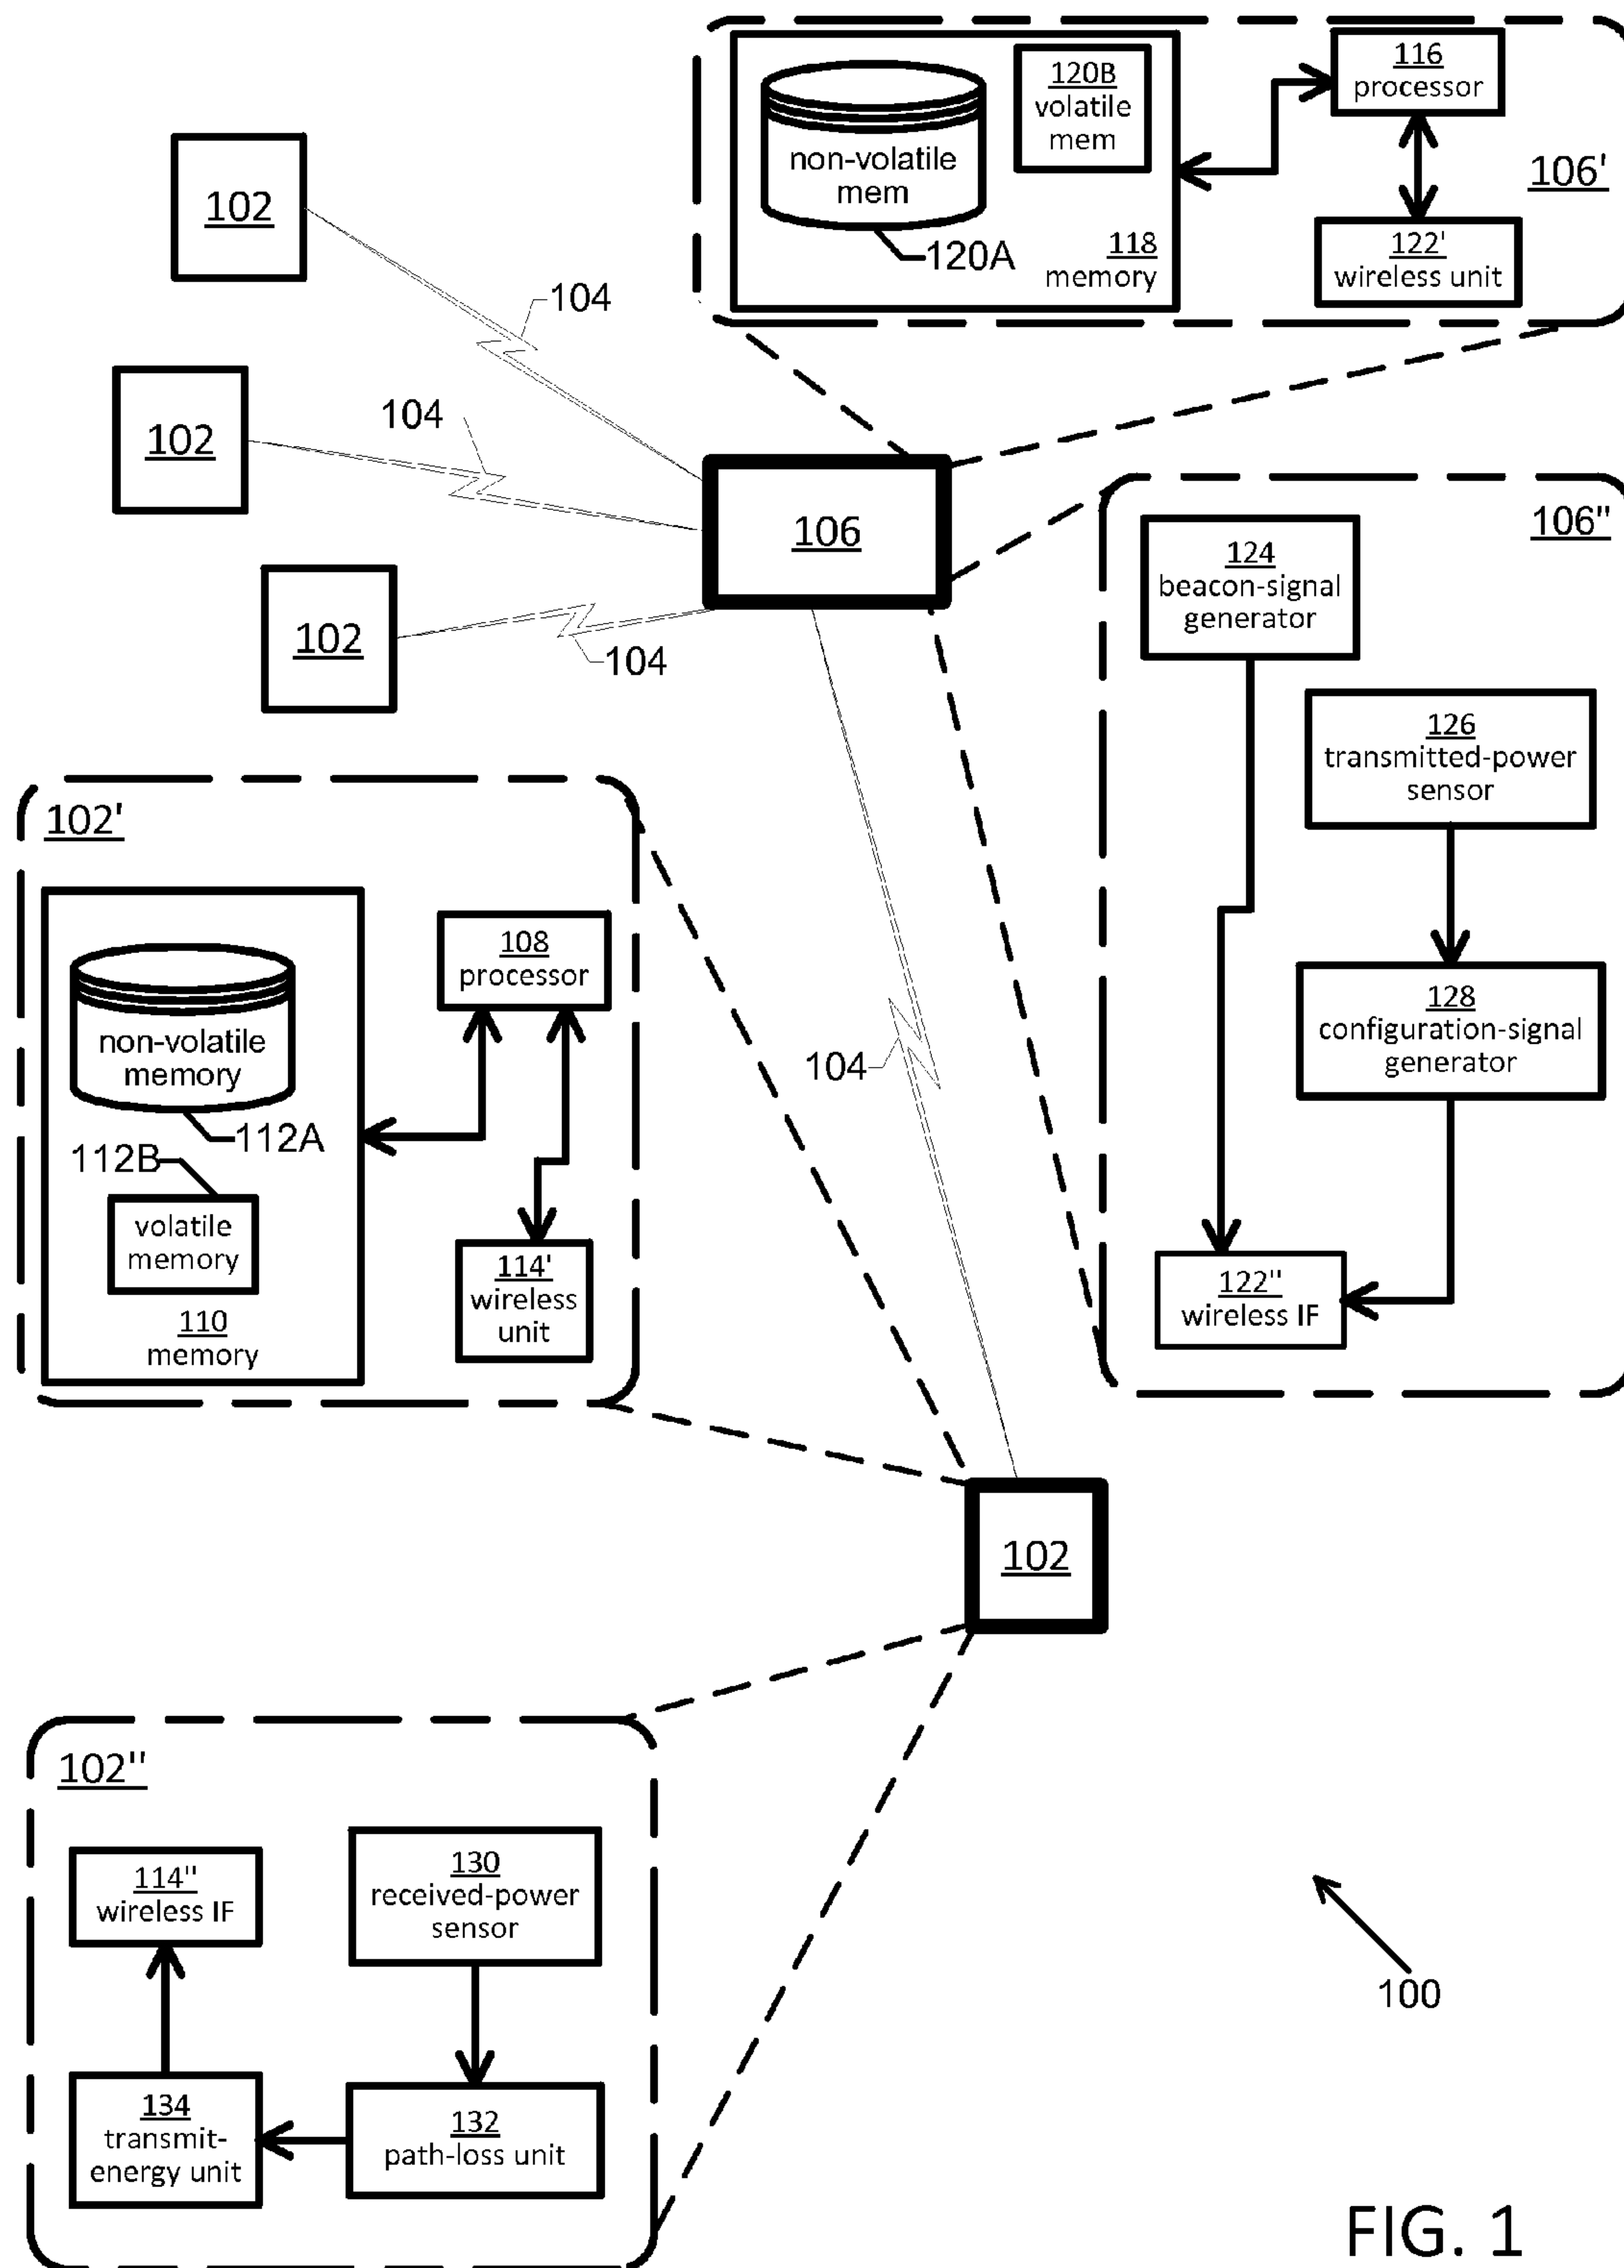 120B
volatile
mem
non-volatile
mem
120A
118
memory
116
processor
106'
122'
wireless unit
102
104
102
104
102
104
106
106"
124
beacon-signal
generator
126
transmitted-power
sensor
128
configuration-signal
generator
122"
wireless IF
102'
108
processor
non-volatile
memory
112A
112B
volatile
memory
110
memory
114'
wireless
unit
104
102
102"
114"
wireless IF
130
received-power
sensor
134
transmit-
energy unit
132
path-loss unit
100
FIG. 1